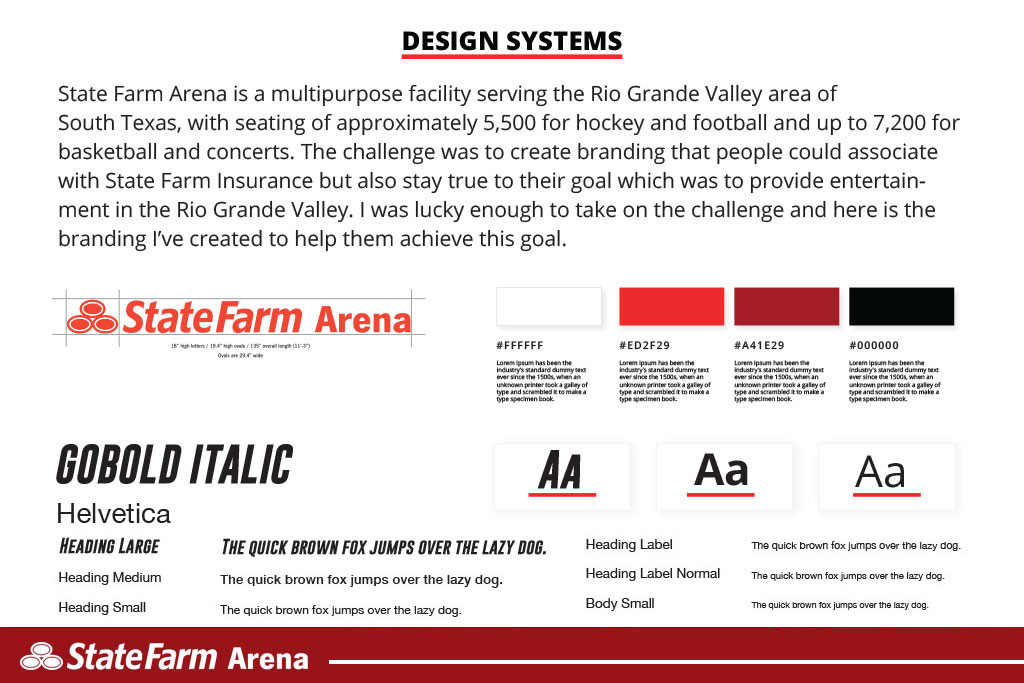 DESIGN SYSTEMS
State Farm Arena is a multipurpose facility serving the Rio Grande Valley area of
South Texas, with seating of approximately 5,500 for hockey and football and up to 7,200 for
basketball and concerts. The challenge was to create branding that people could associate
with State Farm Insurance but also stay true to their goal which was to provide entertain-
ment in the Rio Grande Valley. I was lucky enough to take on the challenge and here is the
branding I've created to help them achieve this goal.
StateFarm Arena
18" high letters / 19.4" high ovals / 135" overall length (11'-3")
Ovals are 29.4" wide
#FFFFFF
Lorem Ipsum has been the
industry's standard dummy text
ever since the 1500s, when an
unknown printer took a galley of
type and scrambled it to make a
type specimen book.
#ED2F29
Lorem Ipsum has been the
industry's standard dummy text
ever since the 1500s, when an
unknown printer took a galley of
type and scrambled it to make a
type specimen book.
#A41E29
Lorem Ipsum has been the
industry's standard dummy text
ever since the 1500s, when an
unknown printer took a galley of
type and scrambled it to make a
type specimen book.
#000000
Lorem Ipsum has been the
industry's standard dummy text
ever since the 1500s, when an
unknown printer took a galley of
type and scrambled it to make a
type specimen book.
GOBOLD ITALIC
Helvetica
Aa
Aa
Aa
Heading Large The quick brown fox jumps over the lazy dog.
Heading Medium The quick brown fox jumps over the lazy dog.
Heading Small The quick brown fox jumps over the lazy dog.
Heading Label The quick brown fox jumps over the lazy dog.
Heading Label Normal The quick brown fox jumps over the lazy dog.
Body Small The quick brown fox jumps over the lazy dog.
StateFarm Arena